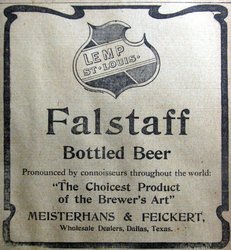 LEMP
ST. LOUIS.
Falstaff
Bottled Beer
Pronounced by connoisseurs throughout the world:
"The Choicest Product
of the Brewer's Art"
MEISTERHANS & FEICKERT,
Wholesale Dealers, Dallas, Texas.